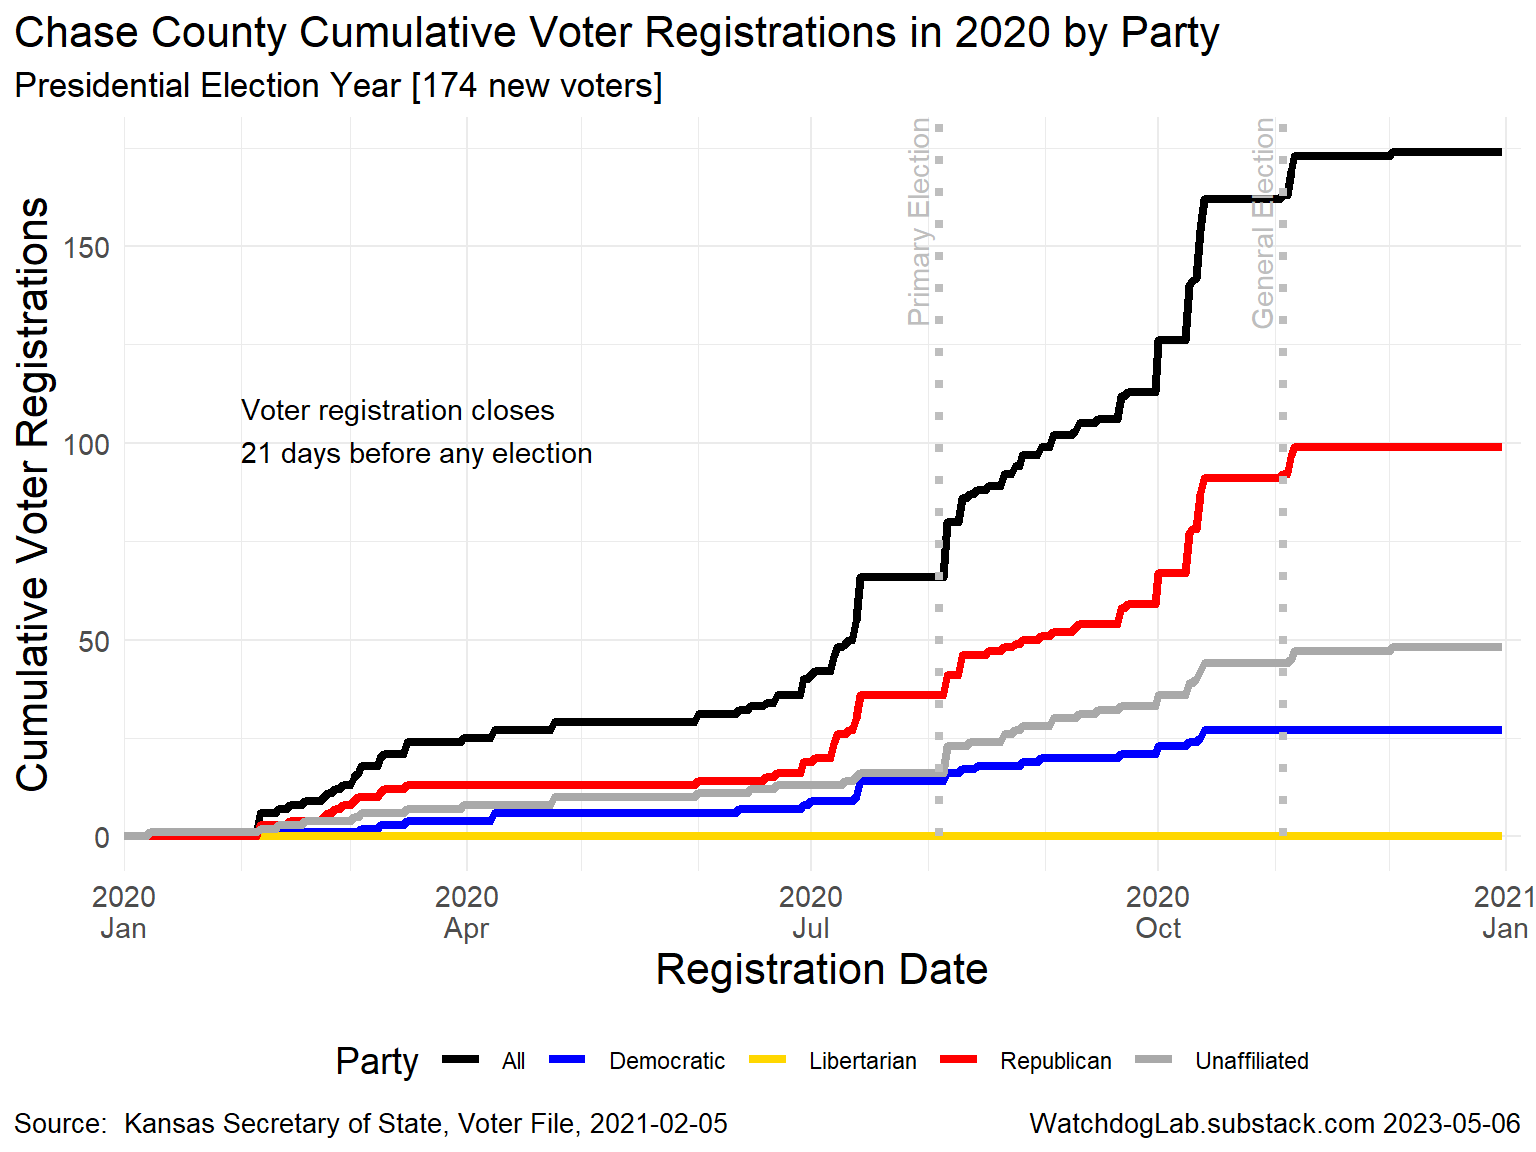 Chase County Cumulative Voter Registrations in 2020 by Party
Presidential Election Year [174 new voters]
Cumulative Voter Registrations
150
100
50
0
Primary Election
General Election
Voter registration closes
21 days before any election
2020 2020 2020 2020 2021
Jan Apr Jul Oct Jan
Registration Date
Party All Democratic Libertarian Republican Unaffiliated
Source:  Kansas Secretary of State, Voter File, 2021-02-05 WatchdogLab.substack.com 2023-05-06